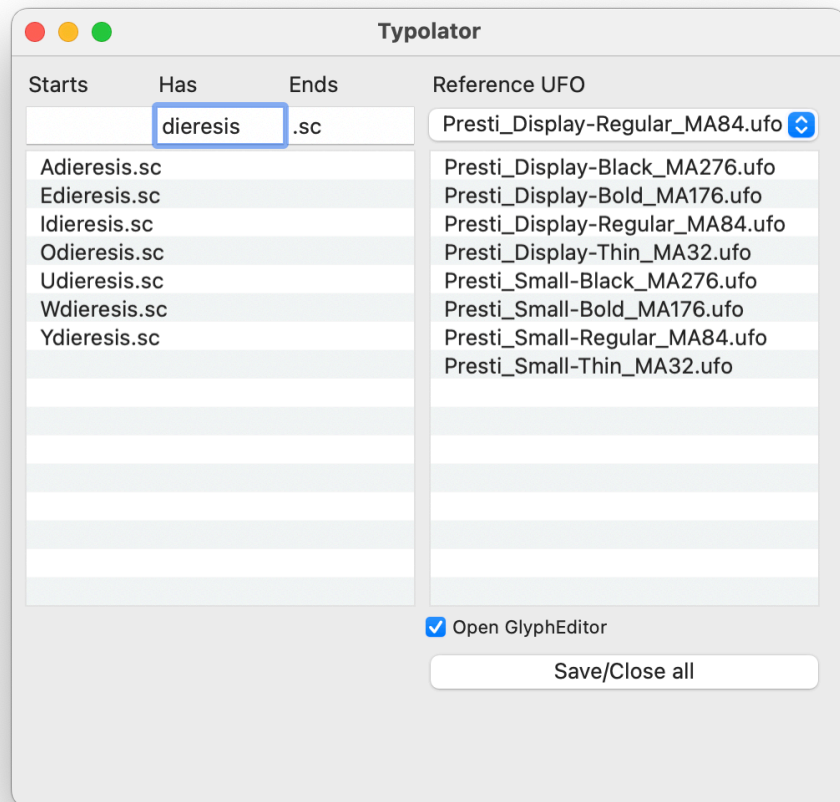 Typolator
Starts Has Ends
dieresis .sc
Adieresis.sc
Edieresis.sc
Idieresis.sc
Odieresis.sc
Udieresis.sc
Wdieresis.sc
Ydieresis.sc
Reference UFO
Presti_Display-Regular_MA84.ufo
Presti_Display-Black_MA276.ufo
Presti_Display-Bold_MA176.ufo
Presti_Display-Regular_MA84.ufo
Presti_Display-Thin_MA32.ufo
Presti_Small-Black_MA276.ufo
Presti_Small-Bold_MA176.ufo
Presti_Small-Regular_MA84.ufo
Presti_Small-Thin_MA32.ufo
Open GlyphEditor
Save/Close all